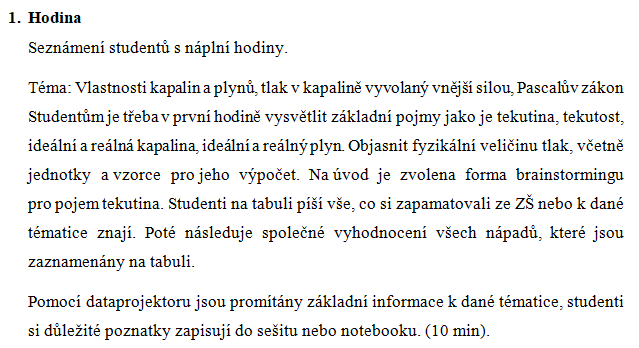 1. Hodina
Seznámení studentů s náplní hodiny.
Téma: Vlastnosti kapalin a plynů, tlak v kapalině vyvolaný vnější silou, Pascalův zákon
Studentům je třeba v první hodině vysvětlit základní pojmy jako je tekutina, tekutost,
ideální a reálná kapalina, ideální a reálný plyn. Objasnit fyzikální veličinu tlak, včetně
jednotky a vzorce pro jeho výpočet. Na úvod je zvolena forma brainstormingu
pro pojem tekutina. Studenti na tabuli píší vše, co si zapamatovali ze ZŠ nebo k dané
tématice znají. Poté následuje společné vyhodnocení všech nápadů, které jsou
zaznamenány na tabuli.
Pomocí dataprojektoru jsou promítány základní informace k dané tématice, studenti
si důležité poznatky zapisují do sešitu nebo notebooku. (10 min).